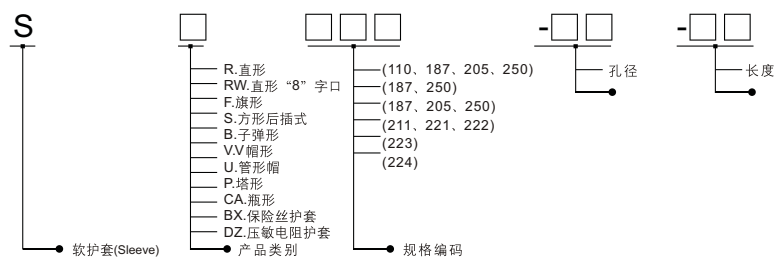 S
- -
R.直形
RW.直形 “8” 字口
F.旗形
S.方形后插式
B.子弹形
V.V帽形
U.管形帽
P.塔形
CA.瓶形
BX.保险丝护套
DZ.压敏电阻护套
(110、187、205、250)
(187、250)
(187、205、250)
(211、221、222)
(223)
(224)
孔径
长度
软护套(Sleeve)
产品类别
规格编码